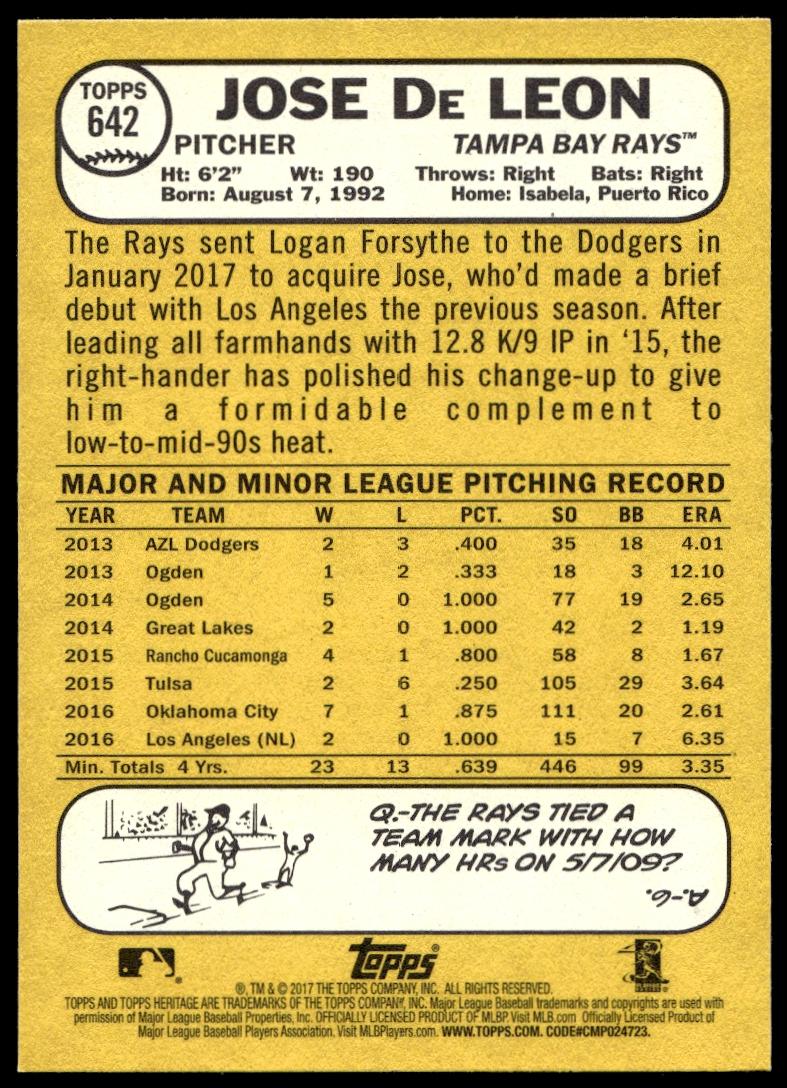 TOPPS
642
JOSE DE LEON
PITCHER TAMPA BAY RAYS™
Ht: 6'2" Wt: 190 Throws: Right Bats: Right
Born: August 7, 1992 Home: Isabela, Puerto Rico
The Rays sent Logan Forsythe to the Dodgers in
January 2017 to acquire Jose, who'd made a brief
debut with Los Angeles the previous season. After
leading all farmhands with 12.8 K/9 IP in '15, the
right-hander has polished his change-up to give
him a formidable complement to
low-to-mid-90s heat.
MAJOR AND MINOR LEAGUE PITCHING RECORD
YEAR TEAM W L PCT. SO BB ERA
2013 AZL Dodgers 2 3 .400 35 18 4.01
2013 Ogden 1 2 .333 18 3 12.10
2014 Ogden 5 0 1.000 77 19 2.65
2014 Great Lakes 2 0 1.000 42 2 1.19
2015 Rancho Cucamonga 4 1 .800 58 8 1.67
2015 Tulsa 2 6 .250 105 29 3.64
2016 Oklahoma City 7 1 .875 111 20 2.61
2016 Los Angeles (NL) 2 0 1.000 15 7 6.35
Min. Totals 4 Yrs. 23 13 .639 446 99 3.35
Q.-THE RAYS TIED A
TEAM MARK WITH HOW
MANY HRs ON 5/7/09?
A.-6.
topps®
®, TM & © 2017 THE TOPPS COMPANY, INC. ALL RIGHTS RESERVED.
TOPPS AND TOPPS HERITAGE ARE TRADEMARKS OF THE TOPPS COMPANY, INC. Major League Baseball trademarks and copyrights are used with
permission of Major League Baseball Properties, Inc. OFFICIALLY LICENSED PRODUCT OF MLBP. Visit MLB.com Officially Licensed Product of
Major League Baseball Players Association. Visit MLBPlayers.com. WWW.TOPPS.COM. CODE#CMP024723.